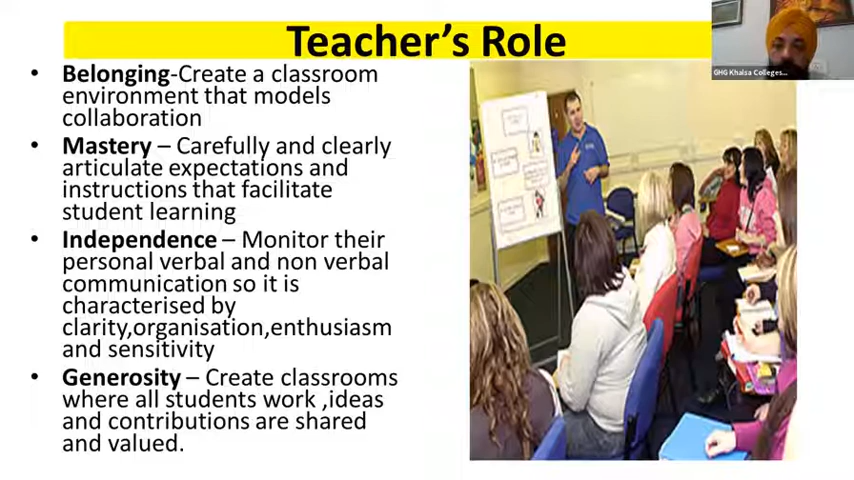 Teacher's Role
GHG Khalsa Colleges...
• Belonging-Create a classroom
environment that models
collaboration
• Mastery – Carefully and clearly
articulate expectations and
instructions that facilitate
student learning
• Independence – Monitor their
personal verbal and non verbal
communication so it is
characterised by
clarity,organisation,enthusiasm
and sensitivity
• Generosity – Create classrooms
where all students work ,ideas
and contributions are shared
and valued.